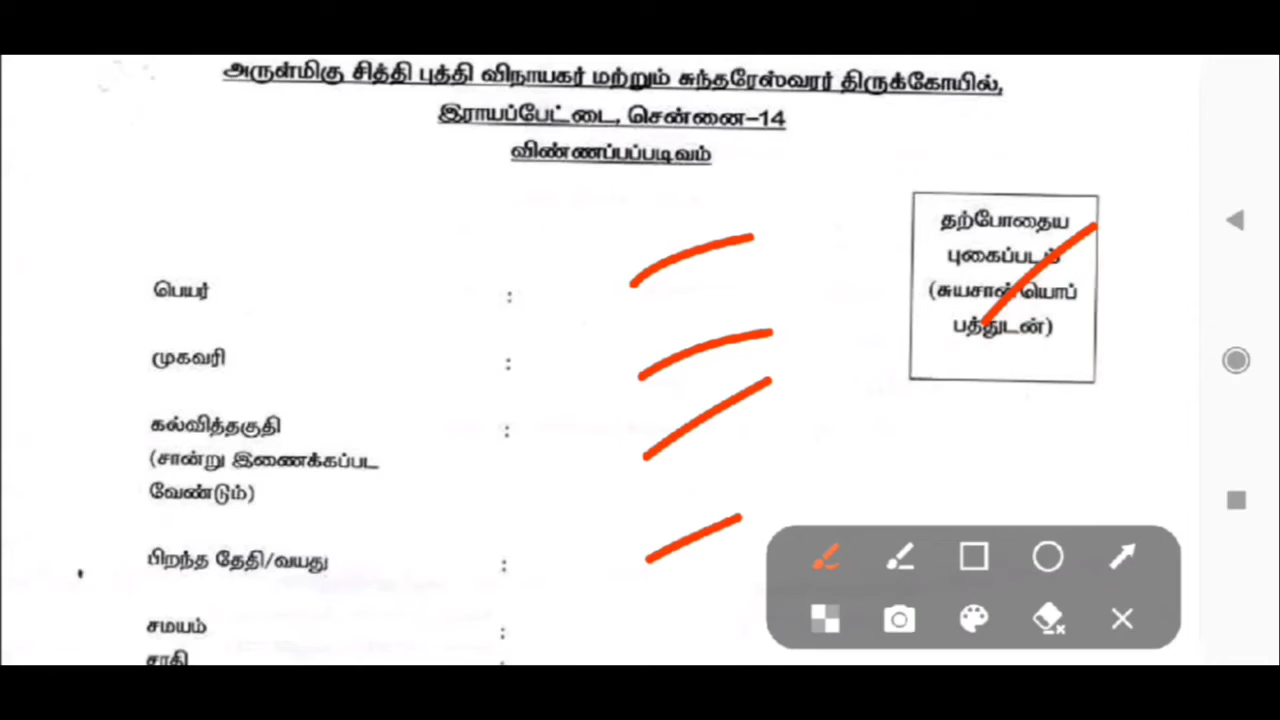 அருள்மிகு சித்தி புத்தி விநாயகர் மற்றும் சுந்தரேஸ்வரர் திருக்கோயில்,
இராயப்பேட்டை, சென்னை-14
விண்ணப்பப்படிவம்
தற்போதைய
புகைப்படம்
(சுயசான்றொப்
பத்துடன்)
பெயர் :
முகவரி :
கல்வித்தகுதி :
(சான்று இணைக்கப்பட
வேண்டும்)
பிறந்த தேதி/வயது :
சமயம் :
சாதி :